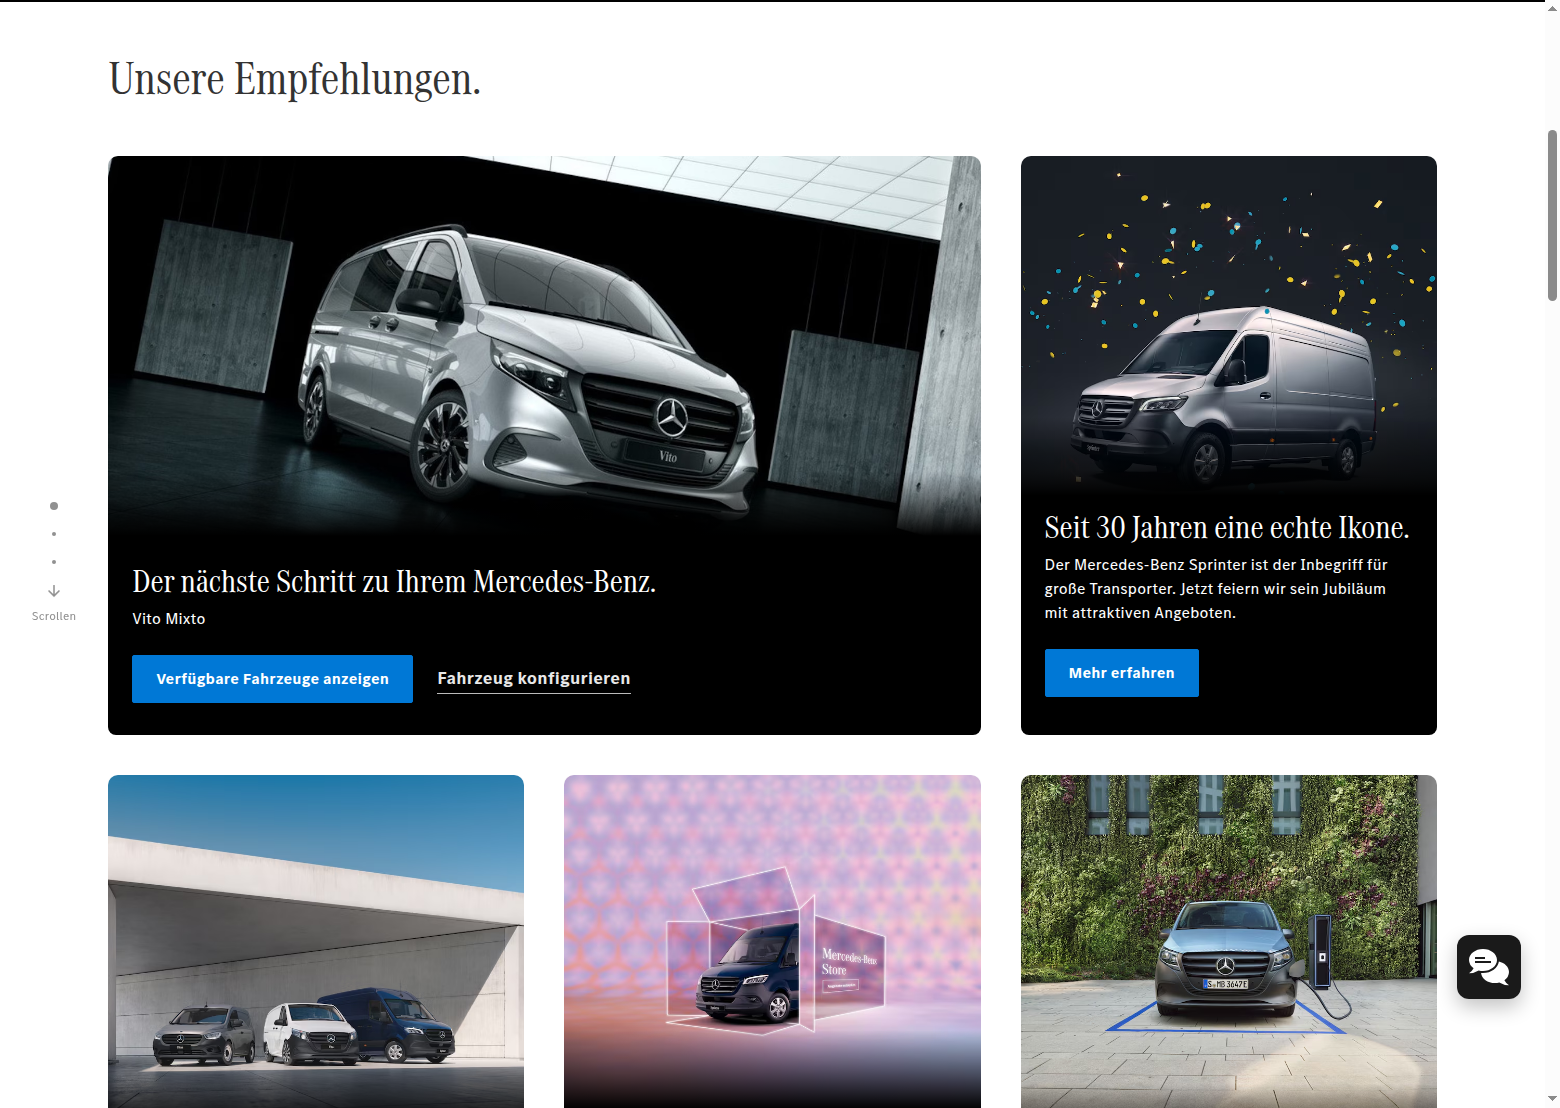 Unsere Empfehlungen.
Vito
Der nächste Schritt zu Ihrem Mercedes-Benz.
Vito Mixto
Verfügbare Fahrzeuge anzeigen
Fahrzeug konfigurieren
Seit 30 Jahren eine echte Ikone.
Der Mercedes-Benz Sprinter ist der Inbegriff für
große Transporter. Jetzt feiern wir sein Jubiläum
mit attraktiven Angeboten.
Mehr erfahren
Scrollen
Mercedes-Benz
Store
S MB 3647E